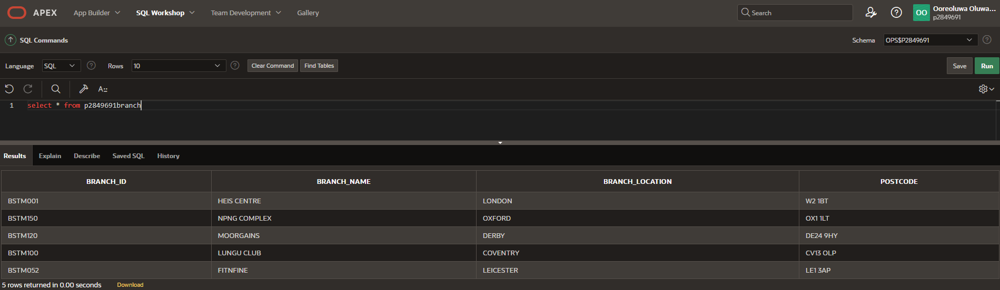 APEX App Builder SQL Workshop Team Development Gallery Search OO Ooreoluwa Oluwa...
p2849691
SQL Commands Schema OPS$P2849691
Language SQL Rows 10 Clear Command Find Tables Save Run
A
1 select * from p2849691branch
Results Explain Describe Saved SQL History
BRANCH_ID BRANCH_NAME BRANCH_LOCATION POSTCODE
BSTM001 HEIS CENTRE LONDON W2 1BT
BSTM150 NPNG COMPLEX OXFORD OX1 1LT
BSTM120 MOORGAINS DERBY DE24 9HY
BSTM100 LUNGU CLUB COVENTRY CV13 OLP
BSTM052 FITNFINE LEICESTER LE1 3AP
5 rows returned in 0.00 seconds Download